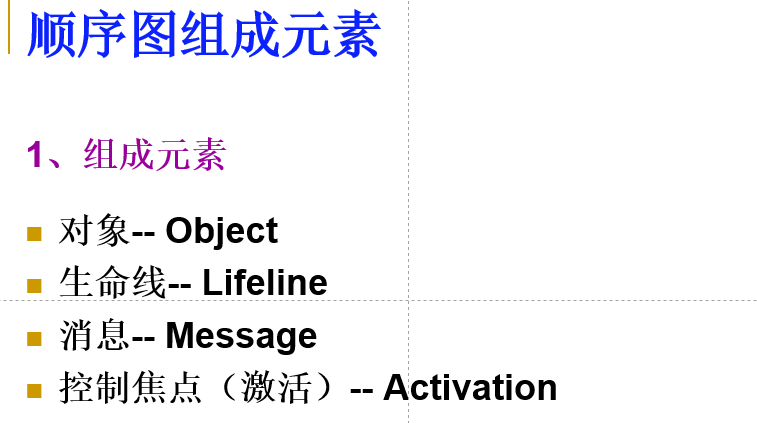 顺序图组成元素
1、组成元素
对象-- Object
生命线-- Lifeline
消息-- Message
控制焦点（激活）-- Activation